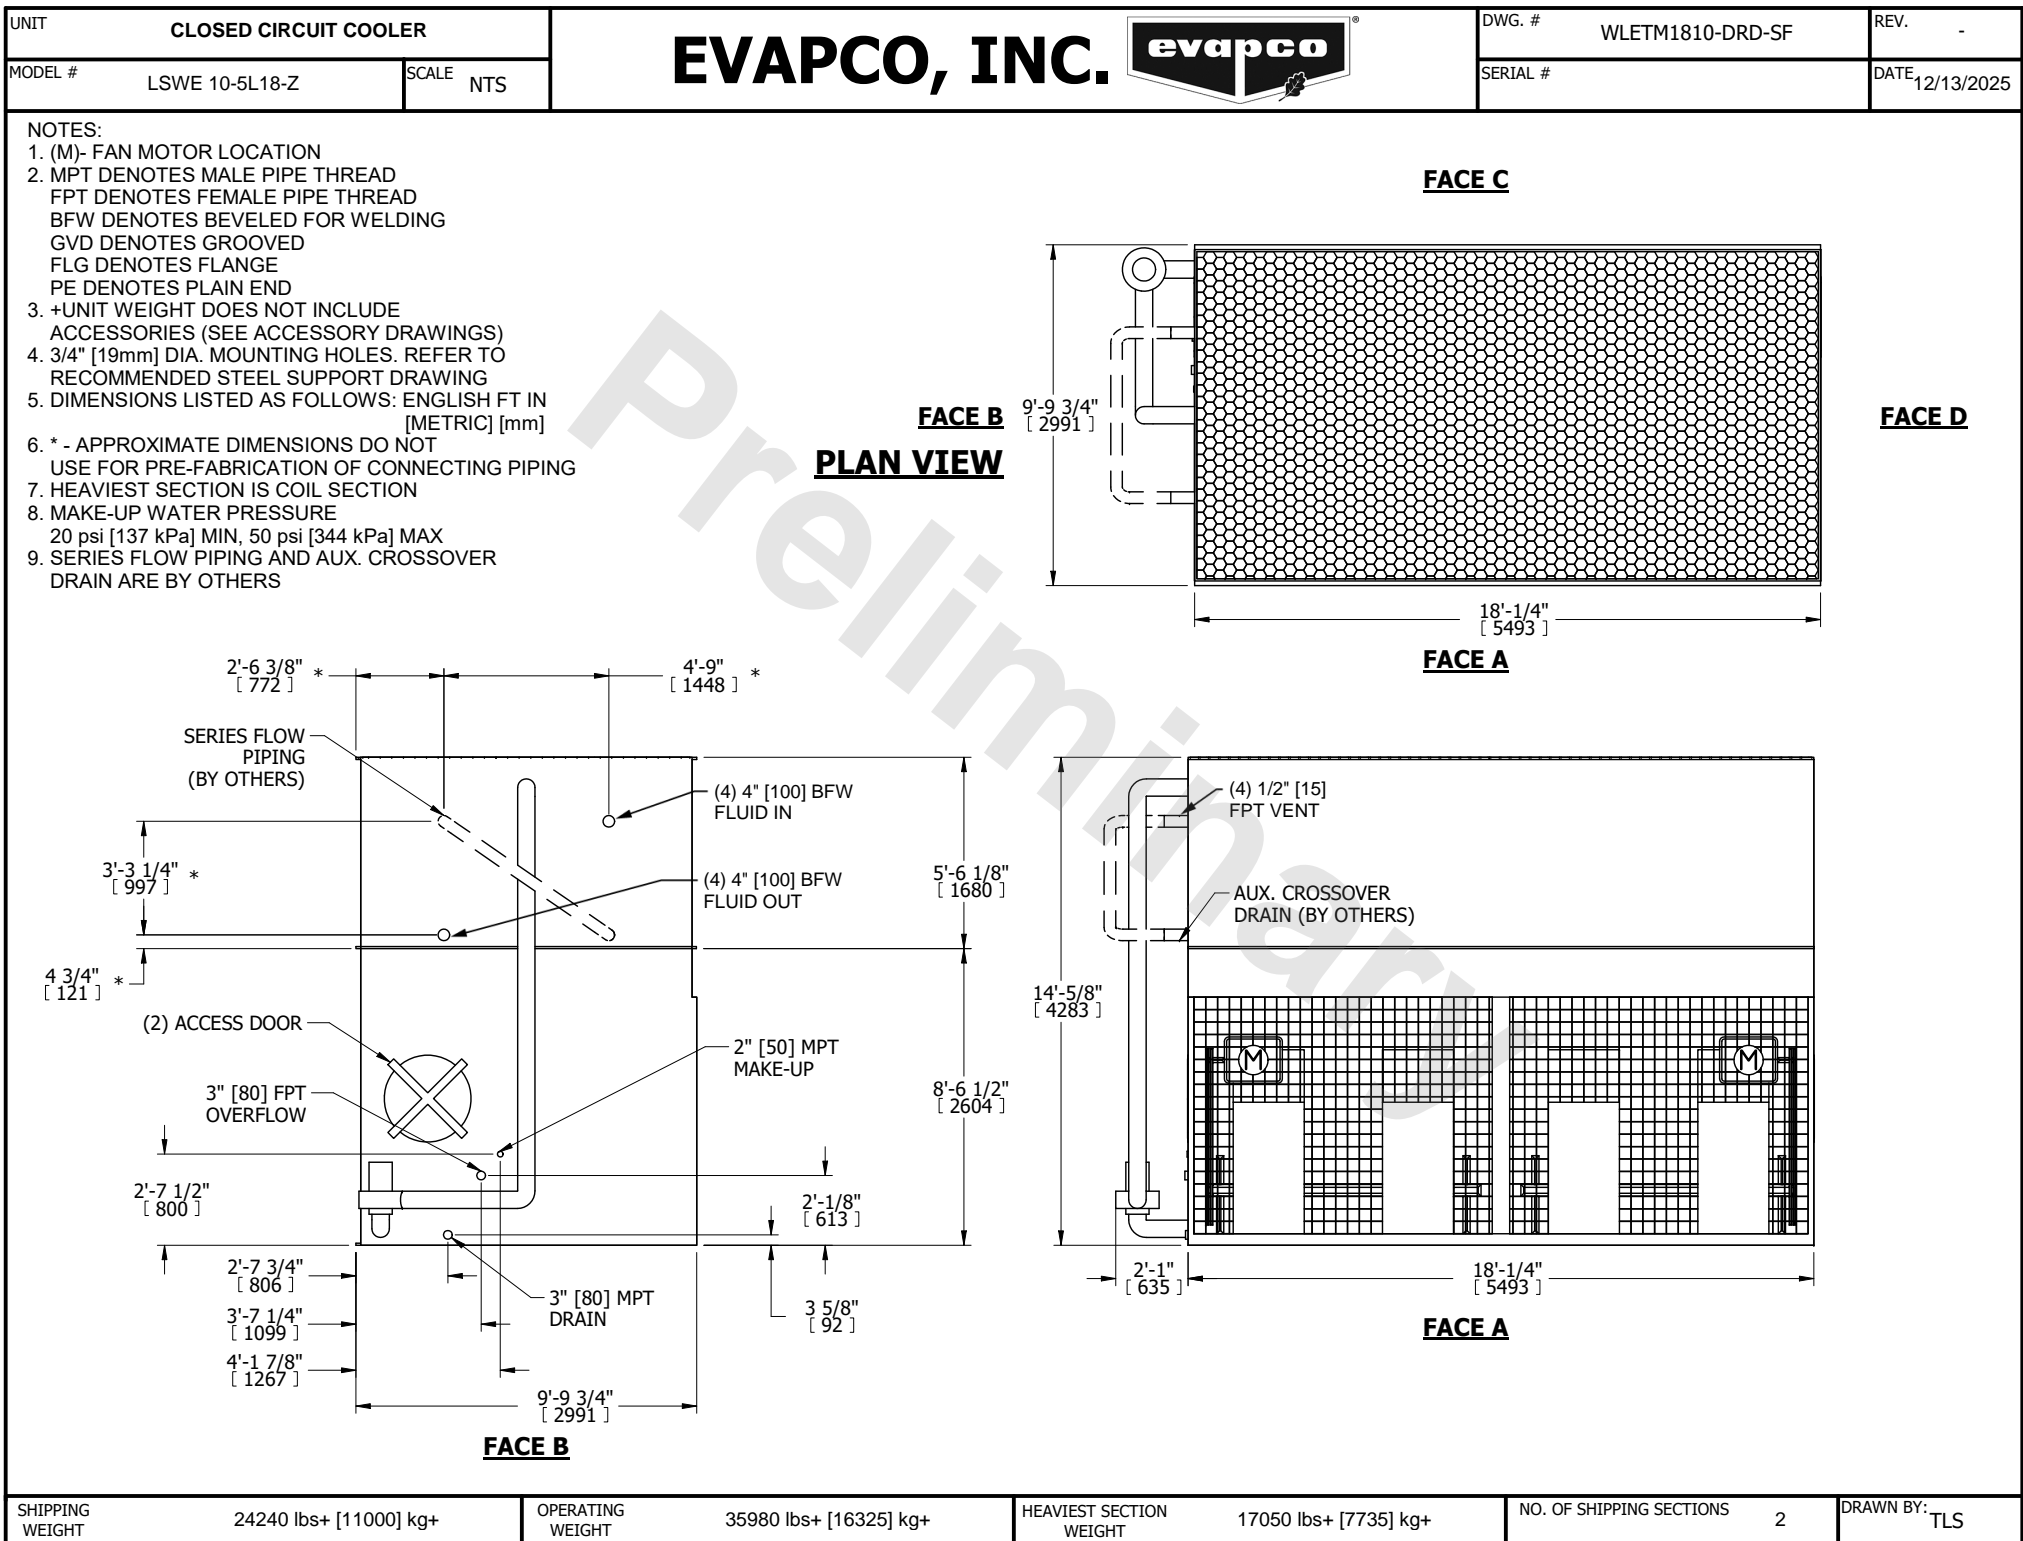 UNIT
CLOSED CIRCUIT COOLER
MODEL #
LSWE 10-5L18-Z
SCALE
NTS
EVAPCO, INC.
evapco
®
DWG. #
WLETM1810-DRD-SF
REV.
-
SERIAL #
DATE
12/13/2025
NOTES:
1. (M)- FAN MOTOR LOCATION
2. MPT DENOTES MALE PIPE THREAD
FPT DENOTES FEMALE PIPE THREAD
BFW DENOTES BEVELED FOR WELDING
GVD DENOTES GROOVED
FLG DENOTES FLANGE
PE DENOTES PLAIN END
3. +UNIT WEIGHT DOES NOT INCLUDE
ACCESSORIES (SEE ACCESSORY DRAWINGS)
4. 3/4" [19mm] DIA. MOUNTING HOLES. REFER TO
RECOMMENDED STEEL SUPPORT DRAWING
5. DIMENSIONS LISTED AS FOLLOWS: ENGLISH FT IN
[METRIC] [mm]
6. * - APPROXIMATE DIMENSIONS DO NOT
USE FOR PRE-FABRICATION OF CONNECTING PIPING
7. HEAVIEST SECTION IS COIL SECTION
8. MAKE-UP WATER PRESSURE
20 psi [137 kPa] MIN, 50 psi [344 kPa] MAX
9. SERIES FLOW PIPING AND AUX. CROSSOVER
DRAIN ARE BY OTHERS
Preliminary
FACE C
FACE B
PLAN VIEW
9'-9 3/4"
[ 2991 ]
FACE D
18'-1/4"
[ 5493 ]
FACE A
2'-6 3/8" *
[ 772 ]
4'-9" *
[ 1448 ]
SERIES FLOW
PIPING
(BY OTHERS)
(4) 4" [100] BFW
FLUID IN
3'-3 1/4" *
[ 997 ]
(4) 4" [100] BFW
FLUID OUT
5'-6 1/8"
[ 1680 ]
4 3/4" *
[ 121 ]
(2) ACCESS DOOR
3" [80] FPT
OVERFLOW
2" [50] MPT
MAKE-UP
8'-6 1/2"
[ 2604 ]
2'-7 1/2"
[ 800 ]
2'-1/8"
[ 613 ]
2'-7 3/4"
[ 806 ]
3'-7 1/4"
[ 1099 ]
4'-1 7/8"
[ 1267 ]
3" [80] MPT
DRAIN
3 5/8"
[ 92 ]
9'-9 3/4"
[ 2991 ]
FACE B
(4) 1/2" [15]
FPT VENT
AUX. CROSSOVER
DRAIN (BY OTHERS)
14'-5/8"
[ 4283 ]
M
M
2'-1"
[ 635 ]
18'-1/4"
[ 5493 ]
FACE A
SHIPPING
WEIGHT
24240 lbs+ [11000] kg+
OPERATING
WEIGHT
35980 lbs+ [16325] kg+
HEAVIEST SECTION
WEIGHT
17050 lbs+ [7735] kg+
NO. OF SHIPPING SECTIONS
2
DRAWN BY:
TLS